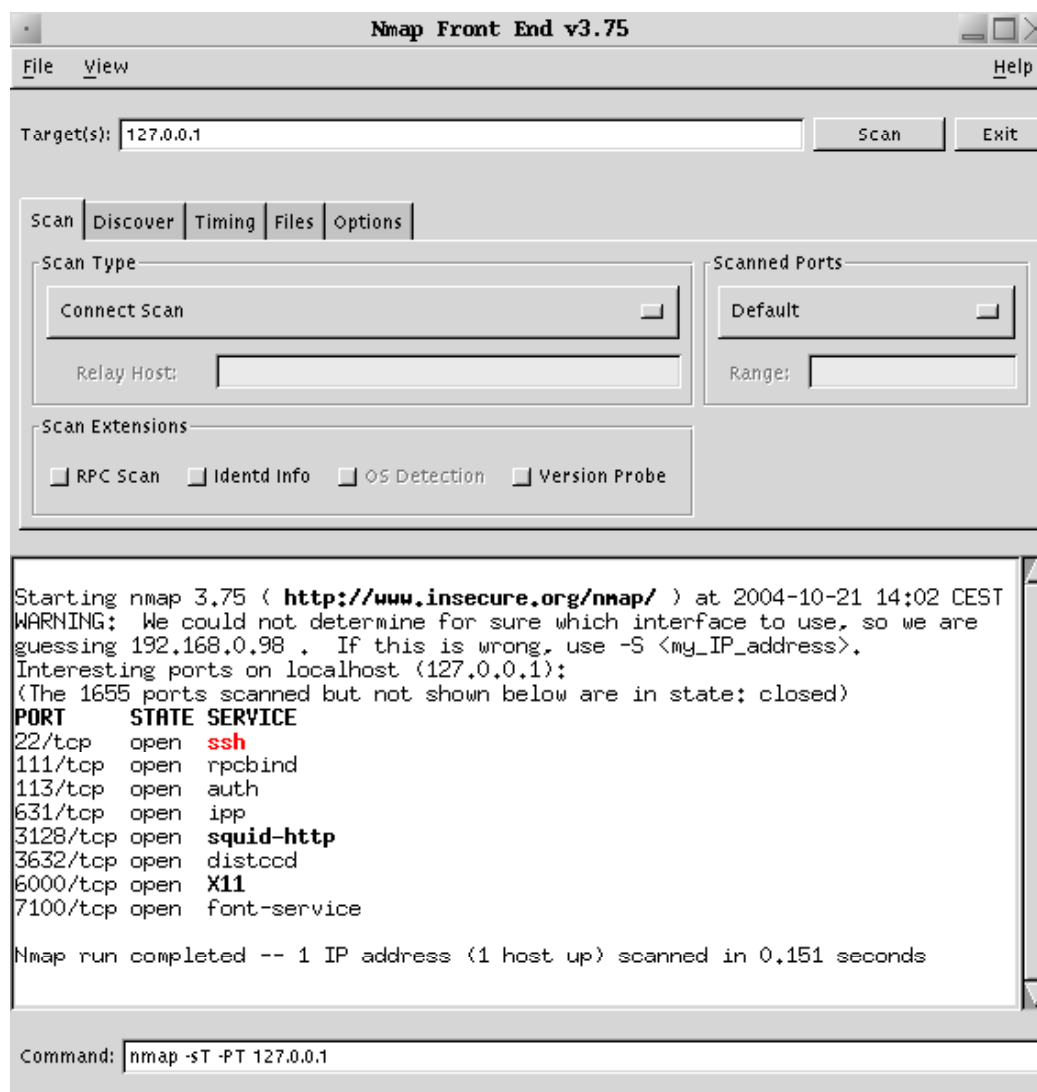 Nmap Front End v3.75
File View Help
Target(s): 127.0.0.1 Scan Exit
Scan Discover Timing Files Options
Scan Type Scanned Ports
Connect Scan Default
Relay Host: Range:
Scan Extensions
RPC Scan Identd Info OS Detection Version Probe
Starting nmap 3.75 ( http://www.insecure.org/nmap/ ) at 2004-10-21 14:02 CEST
WARNING:  We could not determine for sure which interface to use, so we are
guessing 192.168.0.98 .  If this is wrong, use -S <my_IP_address>.
Interesting ports on localhost (127.0.0.1):
(The 1655 ports scanned but not shown below are in state: closed)
PORT     STATE SERVICE
22/tcp   open  ssh
111/tcp  open  rpcbind
113/tcp  open  auth
631/tcp  open  ipp
3128/tcp open  squid-http
3632/tcp open  distccd
6000/tcp open  X11
7100/tcp open  font-service
Nmap run completed -- 1 IP address (1 host up) scanned in 0.151 seconds
Command: nmap -sT -PT 127.0.0.1